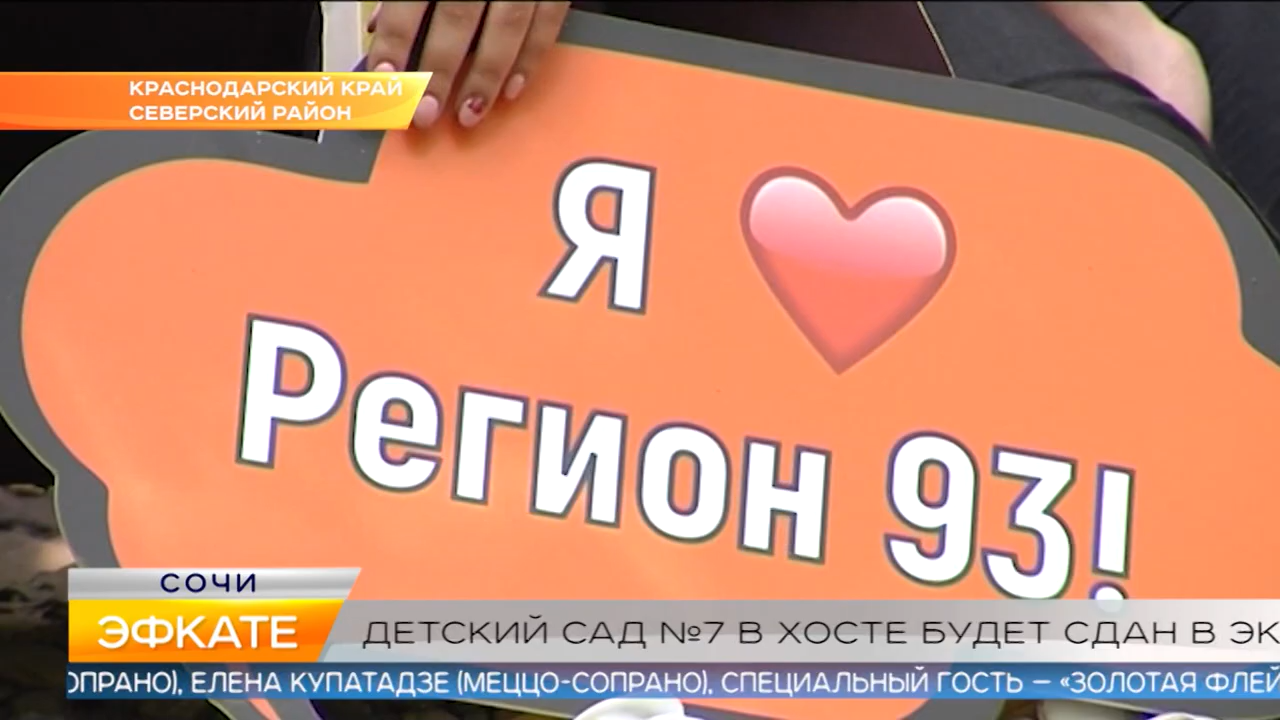 КРАСНОДАРСКИЙ КРАЙ
СЕВЕРСКИЙ РАЙОН
Я
Регион 93!
СОЧИ
ЭФКАТЕ
ДЕТСКИЙ САД №7 В ХОСТЕ БУДЕТ СДАН В ЭК
ОПРАНО), ЕЛЕНА КУПАТАДЗЕ (МЕЦЦО-СОПРАНО), СПЕЦИАЛЬНЫЙ ГОСТЬ – «ЗОЛОТАЯ ФЛЕЙ